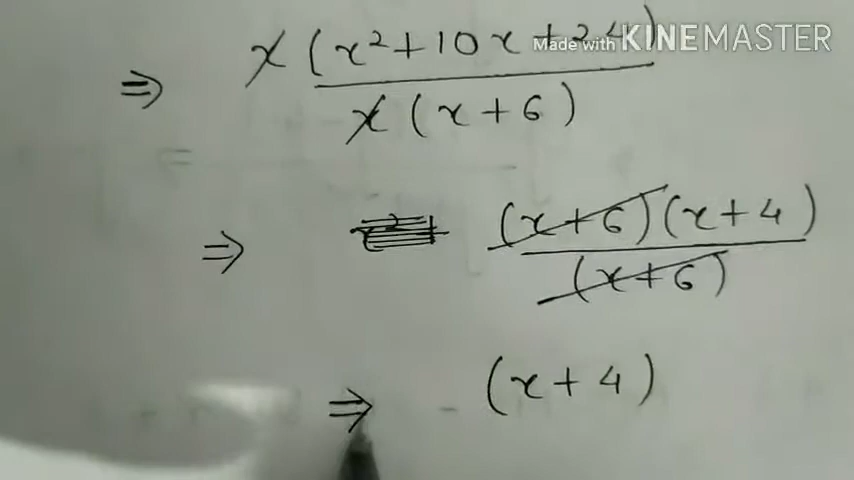 ⇒ x(x²+10x+24)
Made with KINEMASTER
x(x+6)
=
⇒ (x+6)(x+4)
(x+6)
⇒ (x+4)